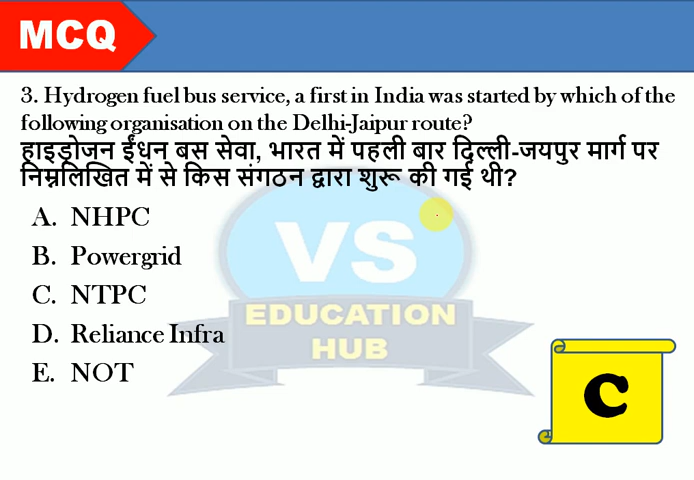 MCQ
3. Hydrogen fuel bus service, a first in India was started by which of the
following organisation on the Delhi-Jaipur route?
हाइड्रोजन ईंधन बस सेवा, भारत में पहली बार दिल्ली-जयपुर मार्ग पर
निम्नलिखित में से किस संगठन द्वारा शुरू की गई थी?
A. NHPC
B. Powergrid
C. NTPC
D. Reliance Infra
E. NOT
VS
EDUCATION
HUB
C